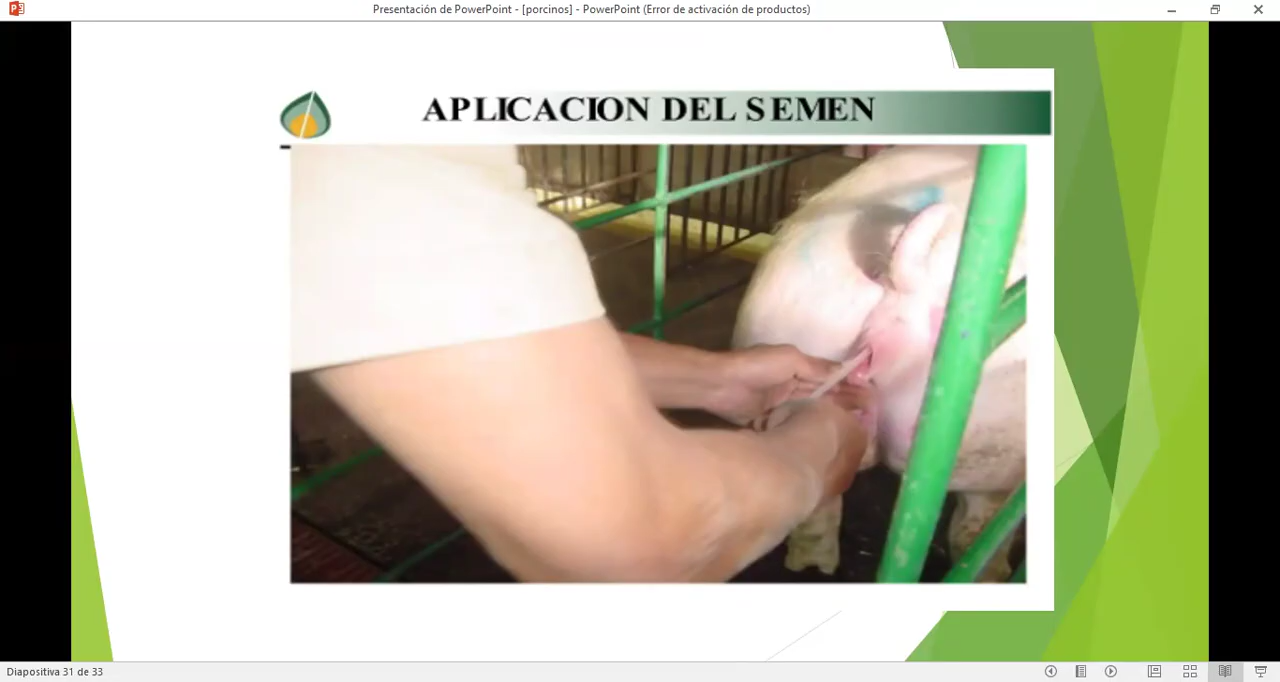 Presentación de PowerPoint - [porcinos] - PowerPoint (Error de activación de productos)
APLICACION DEL SEMEN
Diapositiva 31 de 33